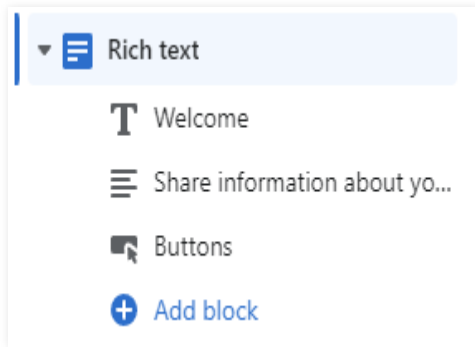 Rich text
Welcome
Share information about yo...
Buttons
Add block